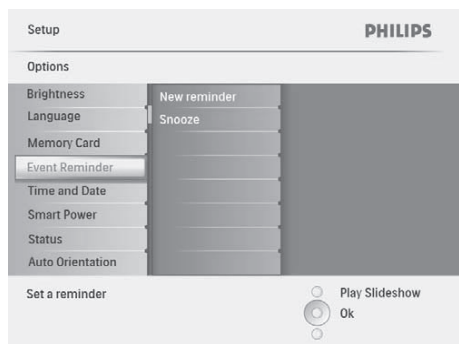 Setup
PHILIPS
Options
Brightness
New reminder
Language
Snooze
Memory Card
Event Reminder
Time and Date
Smart Power
Status
Auto Orientation
Set a reminder
Play Slideshow
Ok